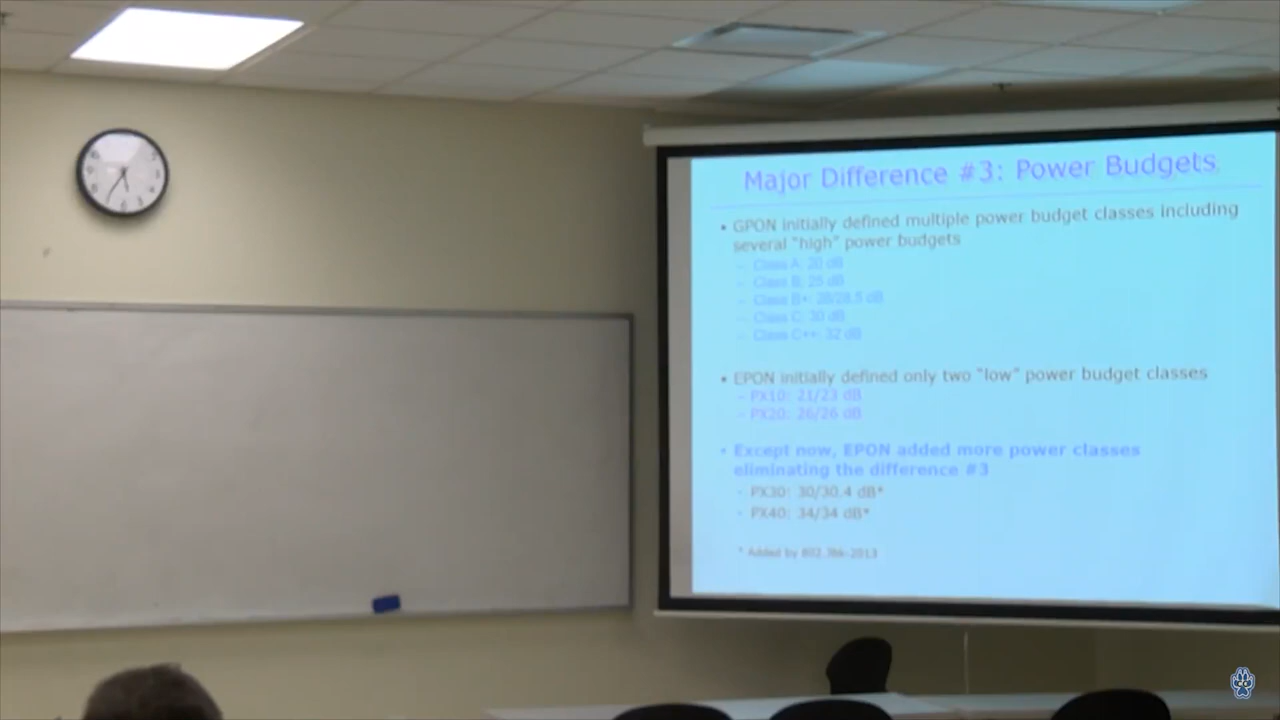 Major Difference #3: Power Budgets
• GPON initially defined multiple power budget classes including
several "high" power budgets
– Class A: 20 dB
– Class B: 25 dB
– Class B+: 28/28.5 dB
– Class C: 30 dB
– Class C++: 32 dB
• EPON initially defined only two "low" power budget classes
– PX10: 21/23 dB
– PX20: 26/26 dB
• Except now, EPON added more power classes
eliminating the difference #3
- PX30: 30/30.4 dB*
- PX40: 34/34 dB*
* Added by 802.3bk-2013